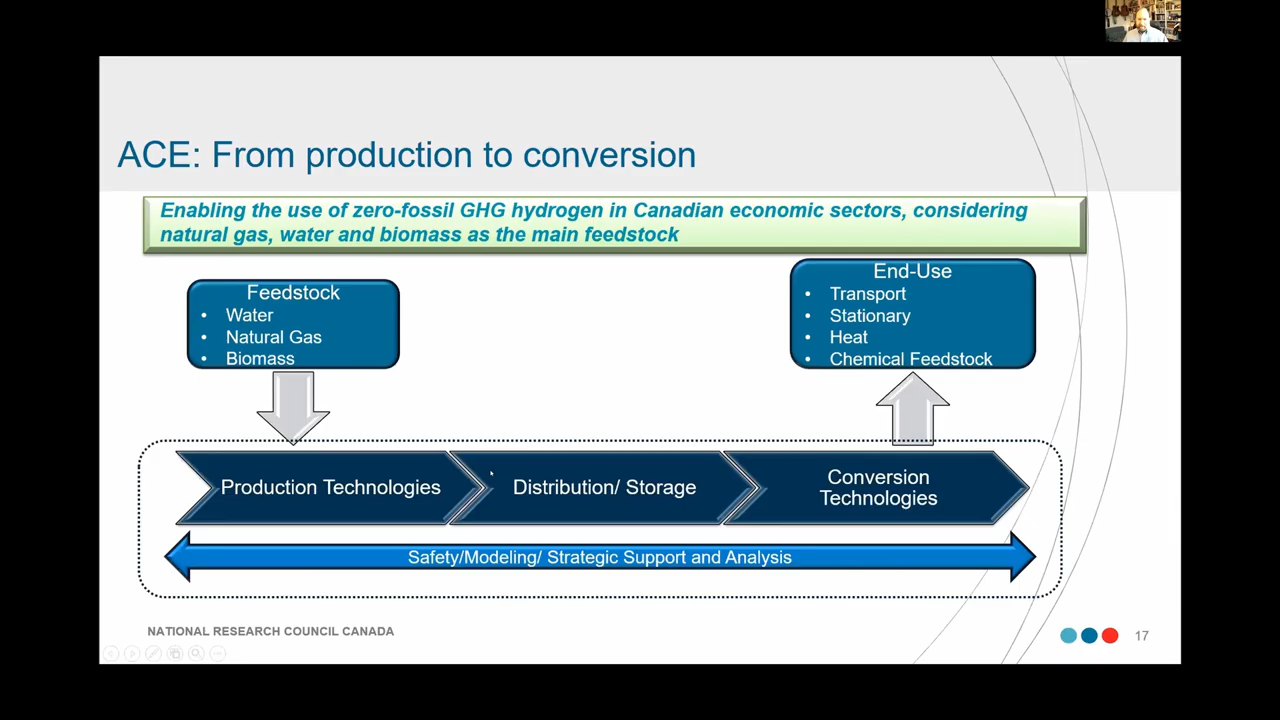 ACE: From production to conversion
Enabling the use of zero-fossil GHG hydrogen in Canadian economic sectors, considering
natural gas, water and biomass as the main feedstock
Feedstock
• Water
• Natural Gas
• Biomass
End-Use
• Transport
• Stationary
• Heat
• Chemical Feedstock
Production Technologies
Distribution/ Storage
Conversion
Technologies
Safety/Modeling/ Strategic Support and Analysis
NATIONAL RESEARCH COUNCIL CANADA
17